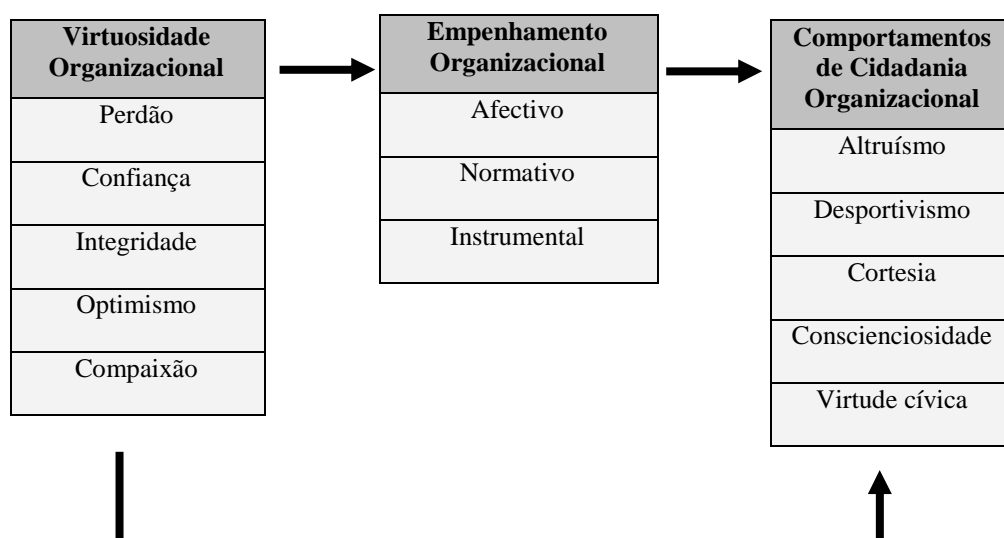 Virtuosidade
Organizacional
Perdão
Confiança
Integridade
Optimismo
Compaixão
Empenhamento
Organizacional
Afectivo
Normativo
Instrumental
Comportamentos
de Cidadania
Organizacional
Altruísmo
Desportivismo
Cortesia
Conscienciosidade
Virtude cívica